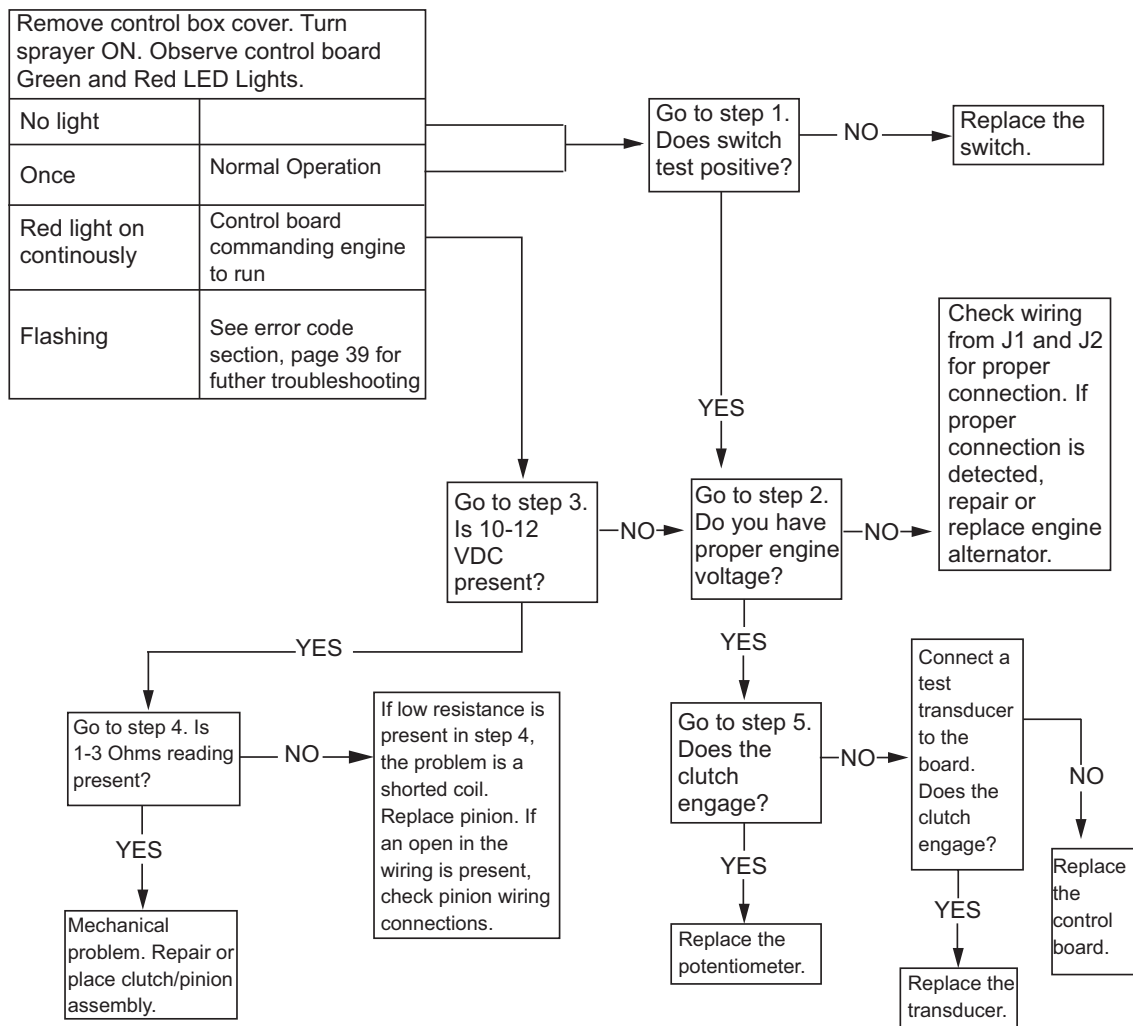 Remove control box cover. Turn
sprayer ON. Observe control board
Green and Red LED Lights.
No light
Once
Normal Operation
Red light on
continously
Control board
commanding engine
to run
Flashing
See error code
section, page 39 for
futher troubleshooting
Go to step 1.
Does switch
test positive?
NO
Replace the
switch.
YES
Check wiring
from J1 and J2
for proper
connection. If
proper
connection is
detected,
repair or
replace engine
alternator.
Go to step 3.
Is 10-12
VDC
present?
NO
Go to step 2.
Do you have
proper engine
voltage?
NO
YES
YES
Go to step 4. Is
1-3 Ohms reading
present?
NO
If low resistance is
present in step 4,
the problem is a
shorted coil.
Replace pinion. If
an open in the
wiring is present,
check pinion wiring
connections.
Go to step 5.
Does the
clutch
engage?
NO
Connect a
test
transducer
to the
board.
Does the
clutch
engage?
NO
YES
Mechanical
problem. Repair or
place clutch/pinion
assembly.
YES
Replace the
potentiometer.
YES
Replace the
transducer.
Replace
the
control
board.